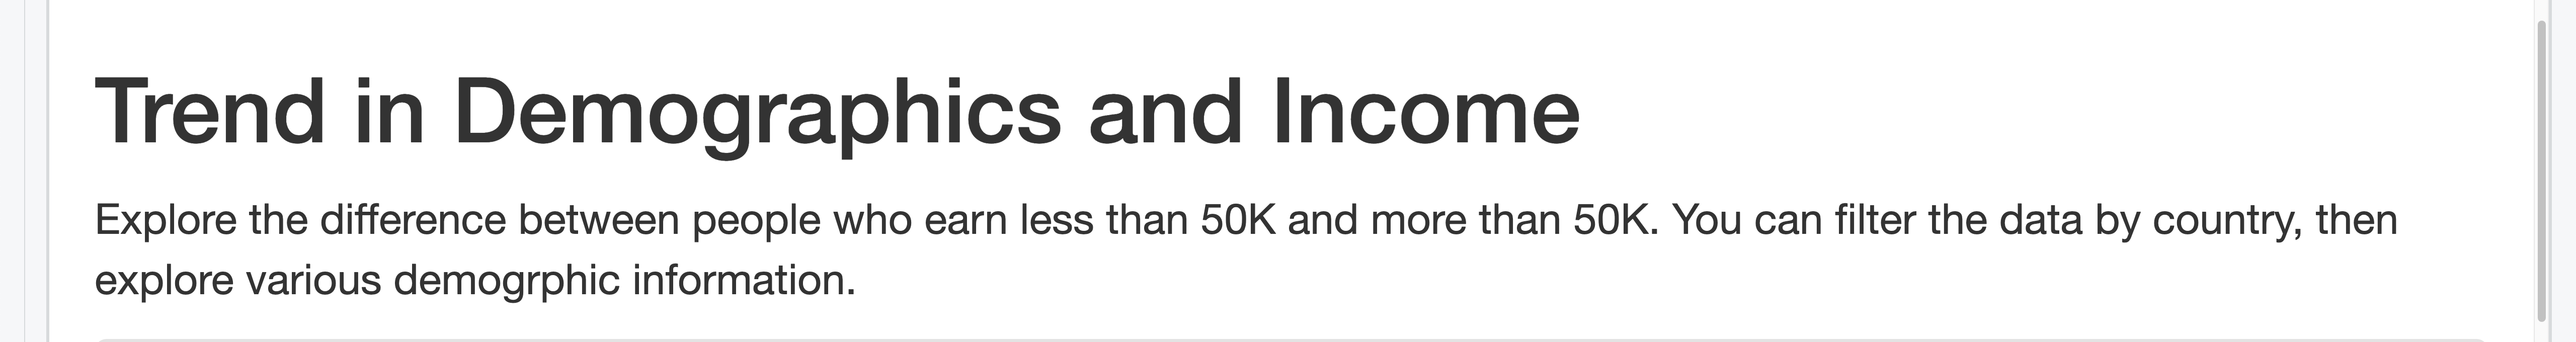 Trend in Demographics and Income
Explore the difference between people who earn less than 50K and more than 50K. You can filter the data by country, then
explore various demogrphic information.